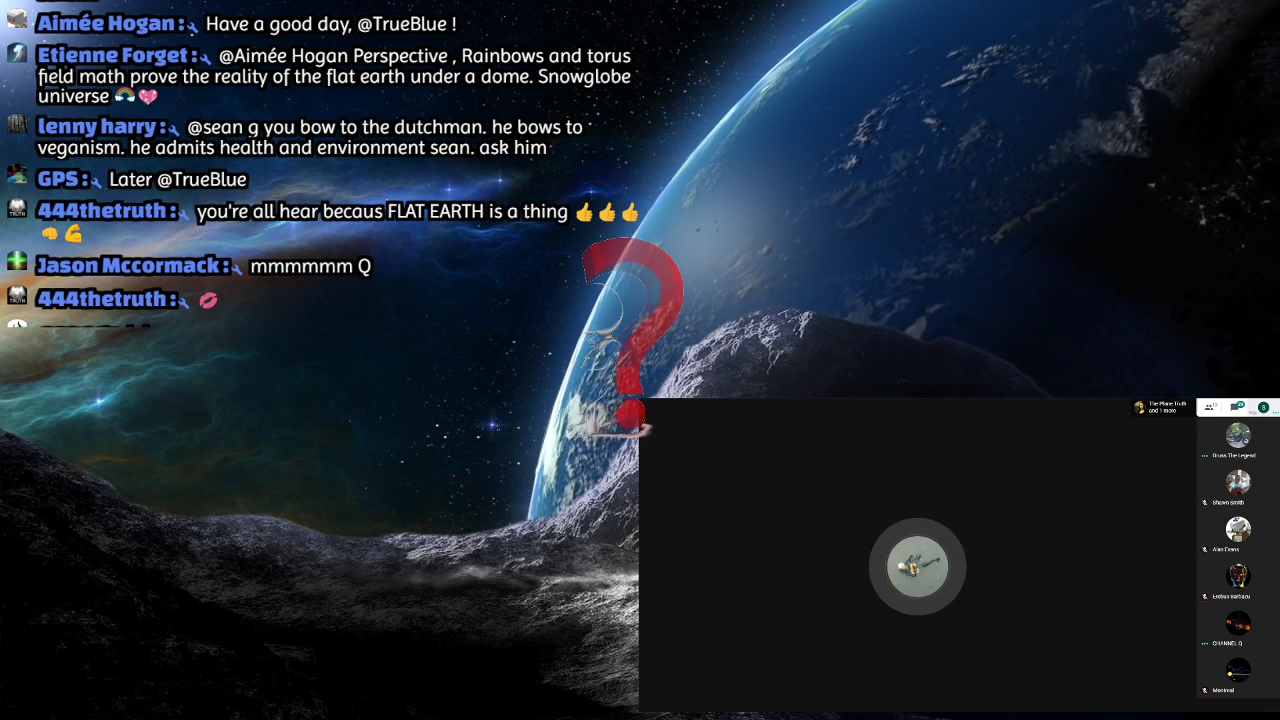 Aimée Hogan : Have a good day, @TrueBlue !
Etienne Forget : @Aimée Hogan Perspective , Rainbows and torus
field math prove the reality of the flat earth under a dome. Snowglobe
universe 🌈💖
lenny harry : @sean g you bow to the dutchman. he bows to
veganism. he admits health and environment sean. ask him
GPS : Later @TrueBlue
444thetruth : you're all hear becaus FLAT EARTH is a thing 👍👍👍
👊💪
Jason Mccormack : mmmmmm Q
444thetruth : 💋
?
The Plane Truth
and 1 more
Druss The Legend
Shawn Smith
Alan Evans
Erebus Barbazu
CHANNEL Q